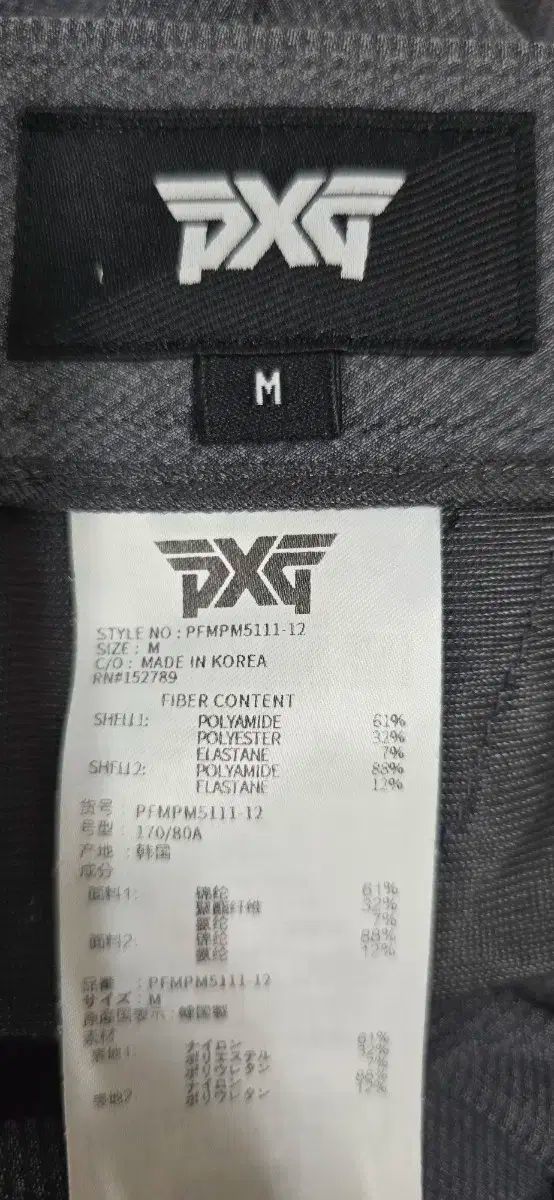 PXG
M
PXG
STYLE NO : PFMPM5111-12
SIZE : M
C/O : MADE IN KOREA
RN#152789
FIBER CONTENT
SHELL1: POLYAMIDE 61%
POLYESTER 32%
ELASTANE 7%
SHELL2: POLYAMIDE 88%
ELASTANE 12%
货号 : PFMPM5111-12
号型 : 170/80A
产地 : 韩国
成分
面料1: 锦纶 61%
聚酯纤维 32%
氨纶 7%
面料2: 锦纶 88%
氨纶 12%
品番 : PFMPM5111-12
サイズ : M
原産国表示 : 韓国製
素材
表地1: ナイロン 61%
ポリエステル 32%
ポリウレタン 7%
表地2 ナイロン 88%
ポリウレタン 12%